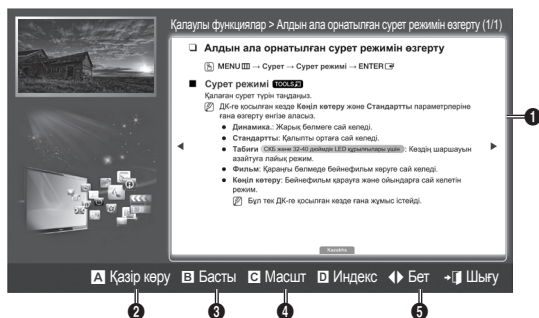 Қалаулы функциялар > Алдын ала орнатылған сурет режимін өзгерту (1/1)
❑ Алдын ала орнатылған сурет режимін өзгерту
MENU → Сурет → Сурет режимі → ENTER
■ Сурет режимі TOOLS
Қалаған сурет түрін таңдаңыз.
ДК-ге қосылған кезде Көңіл көтеру және Стандартты параметрлеріне
ғана өзгерту енгізе аласыз.
● Динамика.: Жарық бөлмеге сай келеді.
● Стандартты: Қалыпты ортаға сай келеді.
● Табиғи СКБ және 32-40 дюймдік LED құрылғылары үшін : Көздің шаршауын
азайтуға лайық режим.
● Фильм: Қараңғы бөлмеде бейнефильм көруге сай келеді.
● Көңіл көтеру: Бейнефильм қарауға және ойындарға сай келетін
режим.
Бұл тек ДК-ге қосылған кезде ғана жұмыс істейді.
◀ ▶
1
Kazakhs
A Қазір көру B Басты C Масшт D Индекс ◀▶ Бет Шығу
2 3 4 5